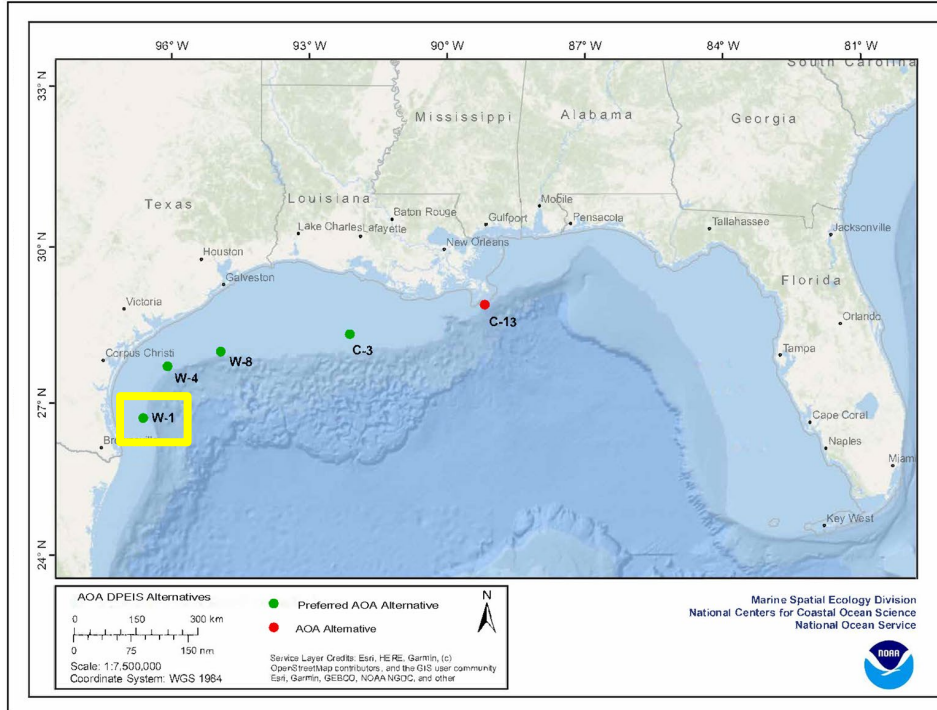 96° W 93° W 90° W 87° W 84° W 81° W
South Carolina
33° N
Mississippi Alabama Georgia
Texas
Louisiana
Mobile
Baton Rouge
Lake Charles Lafayette
Gulfport
Pensacola
Tallahassee
Jacksonville
30° N
New Orleans
Houston
Galveston
Florida
Victoria
Orlando
C-13
C-3
Corpus Christi
W-8
Tampa
W-4
27° N
W-1
Cape Coral
Naples
Miami
Key West
24° N
AOA DPEIS Alternatives
0 150 300 km
0 75 150 nm
Scale: 1:7,500,000
Coordinate System: WGS 1984
Preferred AOA Alternative
AOA Alternative
N
Service Layer Credits: Esri, HERE, Garmin, (c)
OpenStreetMap contributors, and the GIS user community
Esri, Garmin, GEBCO, NOAA NGDC, and other
Marine Spatial Ecology Division
National Centers for Coastal Ocean Science
National Ocean Service
NOAA